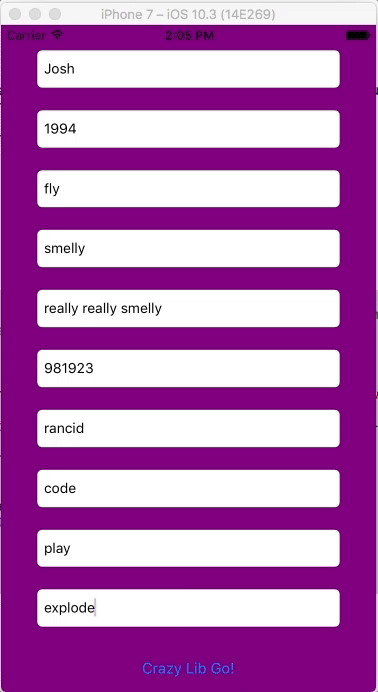 iPhone 7 – iOS 10.3 (14E269)
Carrier 2:05 PM
Josh
1994
fly
smelly
really really smelly
981923
rancid
code
play
explode
Crazy Lib Go!